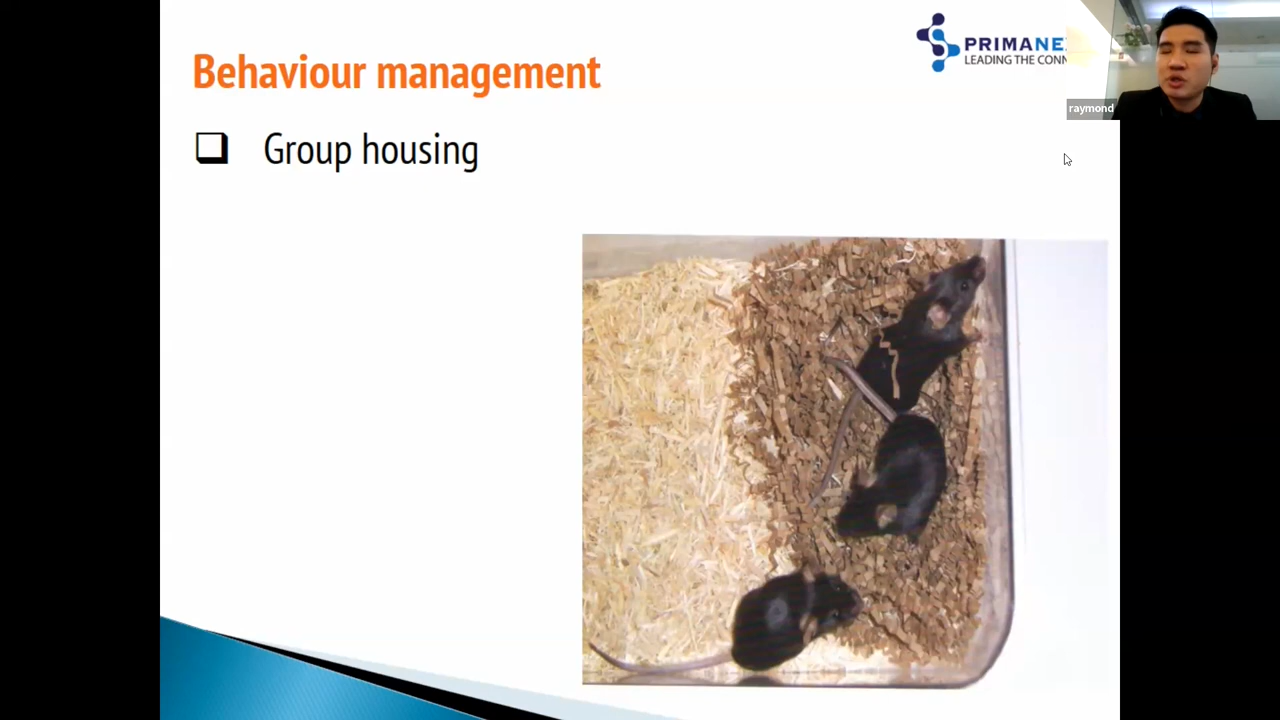 Behaviour management
PRIMANE
LEADING THE CONN
raymond
Group housing